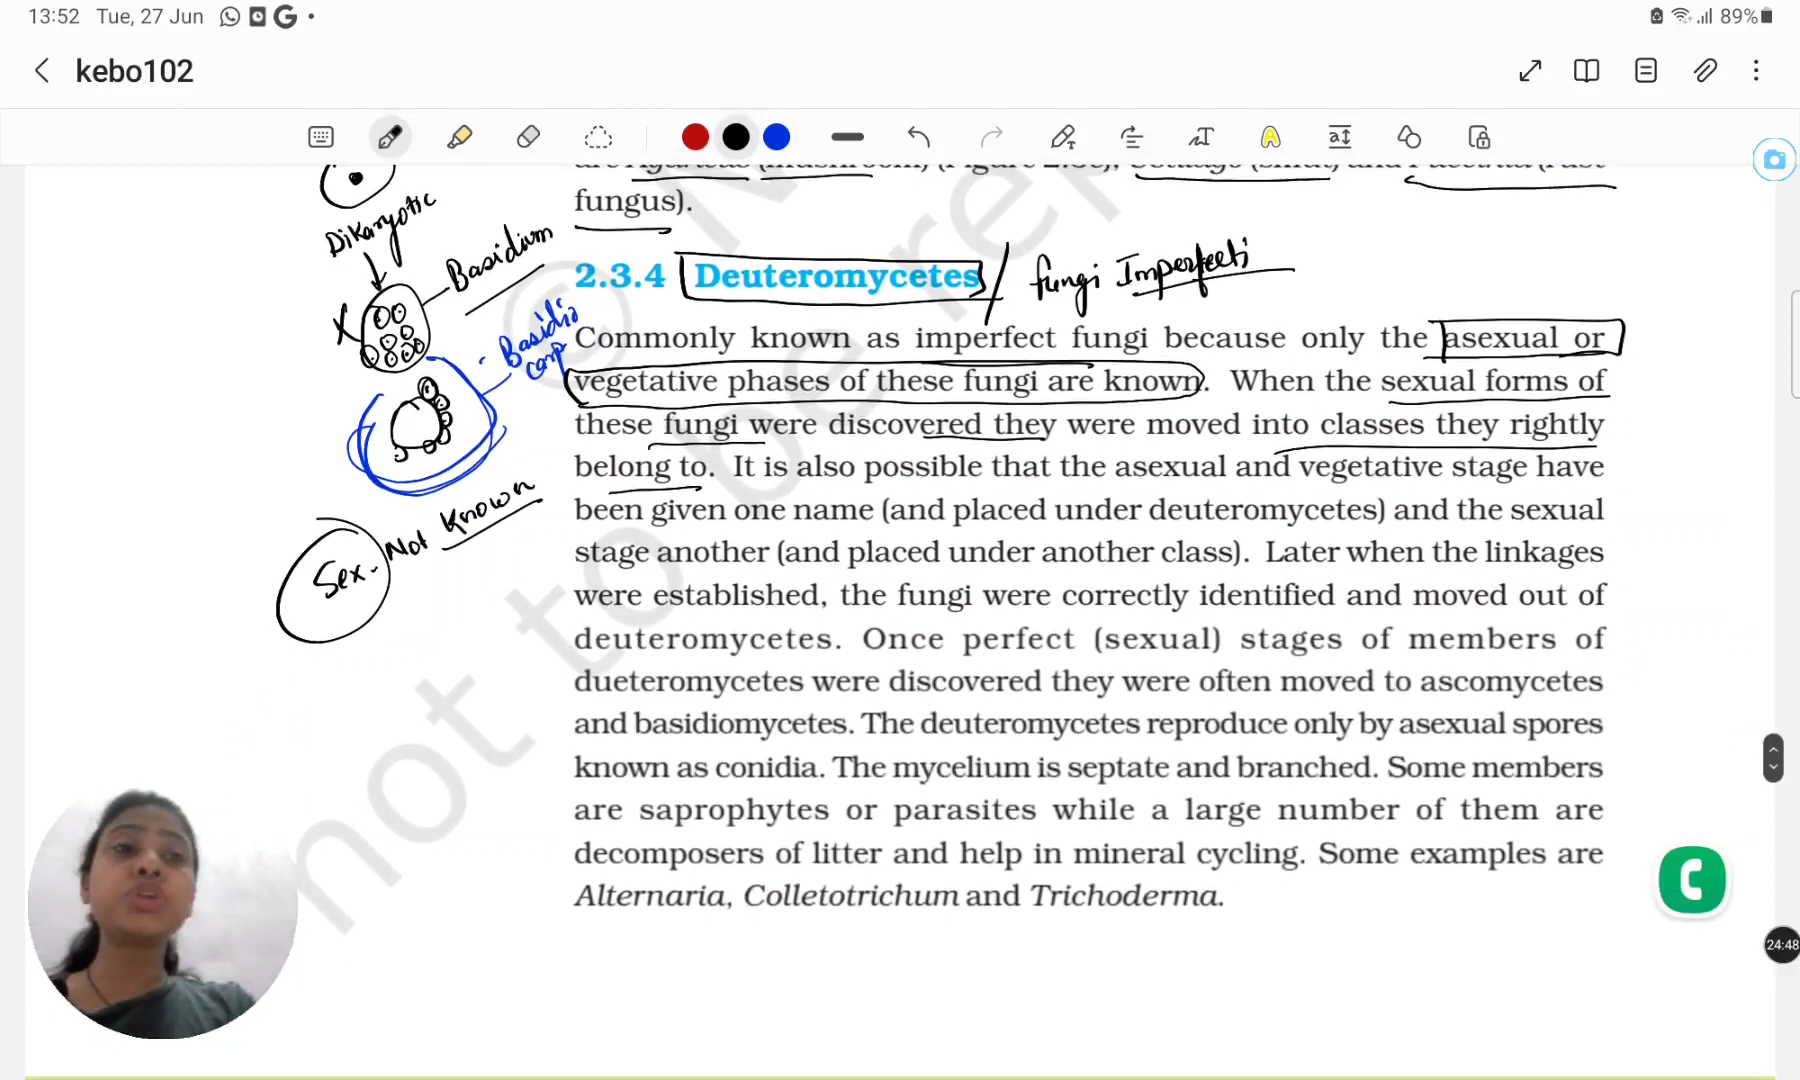 13:52 Tue, 27 Jun
89%
kebo102
fungus).
Dikaryotic
Basidium
2.3.4 Deuteromycetes / fungi Imperfecti
Basidio
carp
Commonly known as imperfect fungi because only the asexual or
vegetative phases of these fungi are known. When the sexual forms of
these fungi were discovered they were moved into classes they rightly
belong to. It is also possible that the asexual and vegetative stage have
been given one name (and placed under deuteromycetes) and the sexual
stage another (and placed under another class). Later when the linkages
were established, the fungi were correctly identified and moved out of
deuteromycetes. Once perfect (sexual) stages of members of
dueteromycetes were discovered they were often moved to ascomycetes
and basidiomycetes. The deuteromycetes reproduce only by asexual spores
known as conidia. The mycelium is septate and branched. Some members
are saprophytes or parasites while a large number of them are
decomposers of litter and help in mineral cycling. Some examples are
Alternaria, Colletotrichum and Trichoderma.
Sex. Not Known
not to be rep
24:48